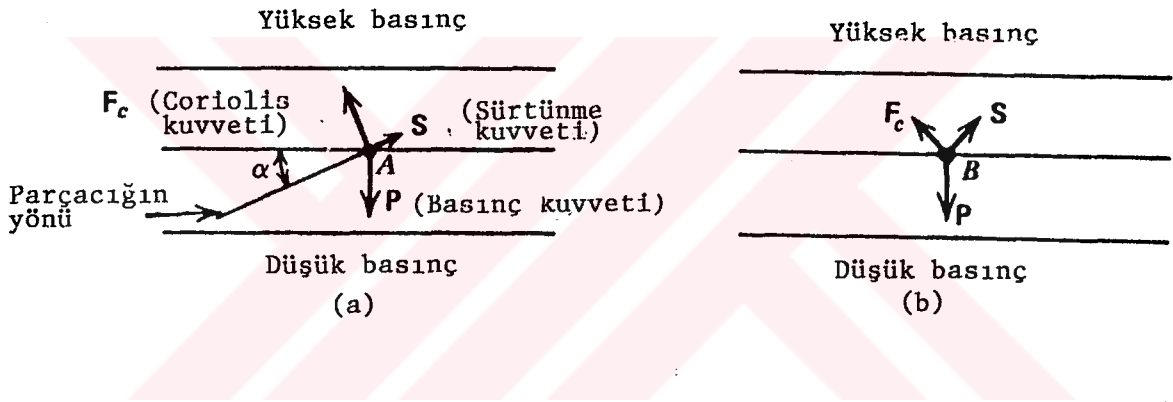 Yüksek basınç
F_c (Coriolis
kuvveti)
S
(Sürtünme
kuvveti)
α
A
Parçacığın
yönü
P (Basınç kuvveti)
Düşük basınç
(a)
Yüksek basınç
F_c
S
B
P
Düşük basınç
(b)